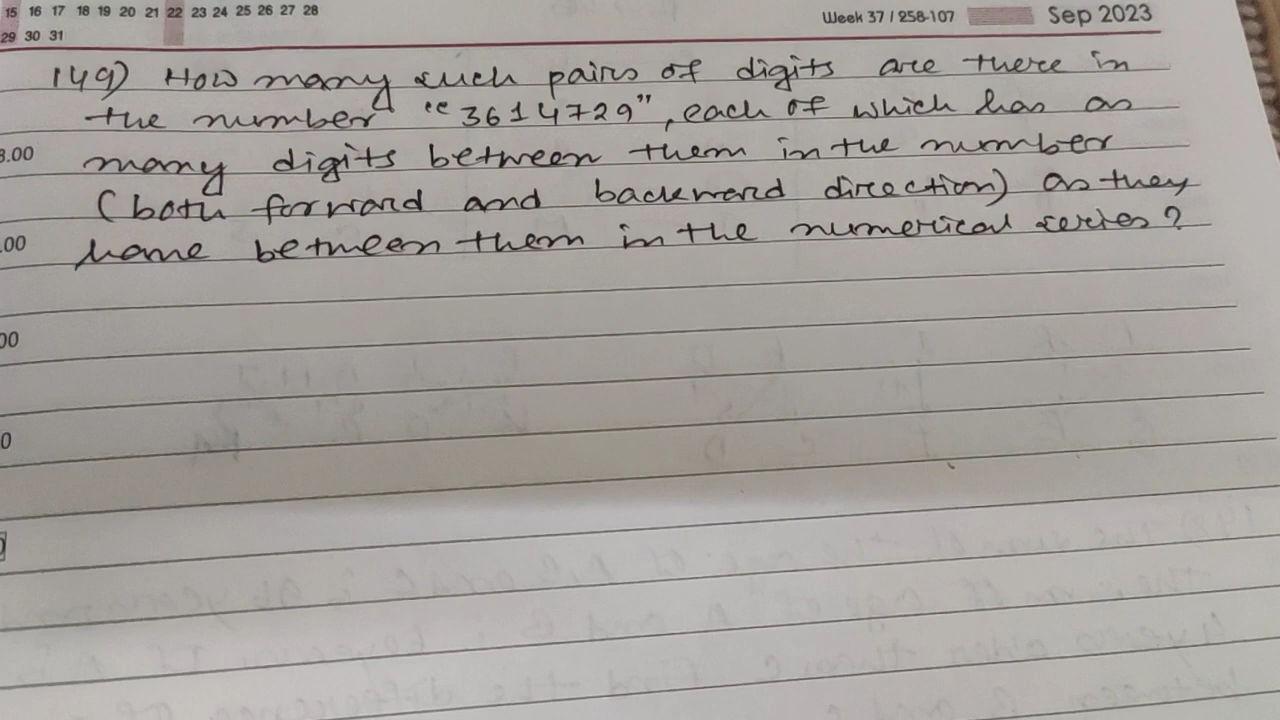 15 16 17 18 19 20 21 22 23 24 25 26 27 28
29 30 31
Week 37 / 258-107 Sep 2023
149) How many such pairs of digits are there in
the number "3614729", each of which has as
8.00 many digits between them in the number
(both forward and backward direction) as they
.00 have between them in the numerical series?
00
0